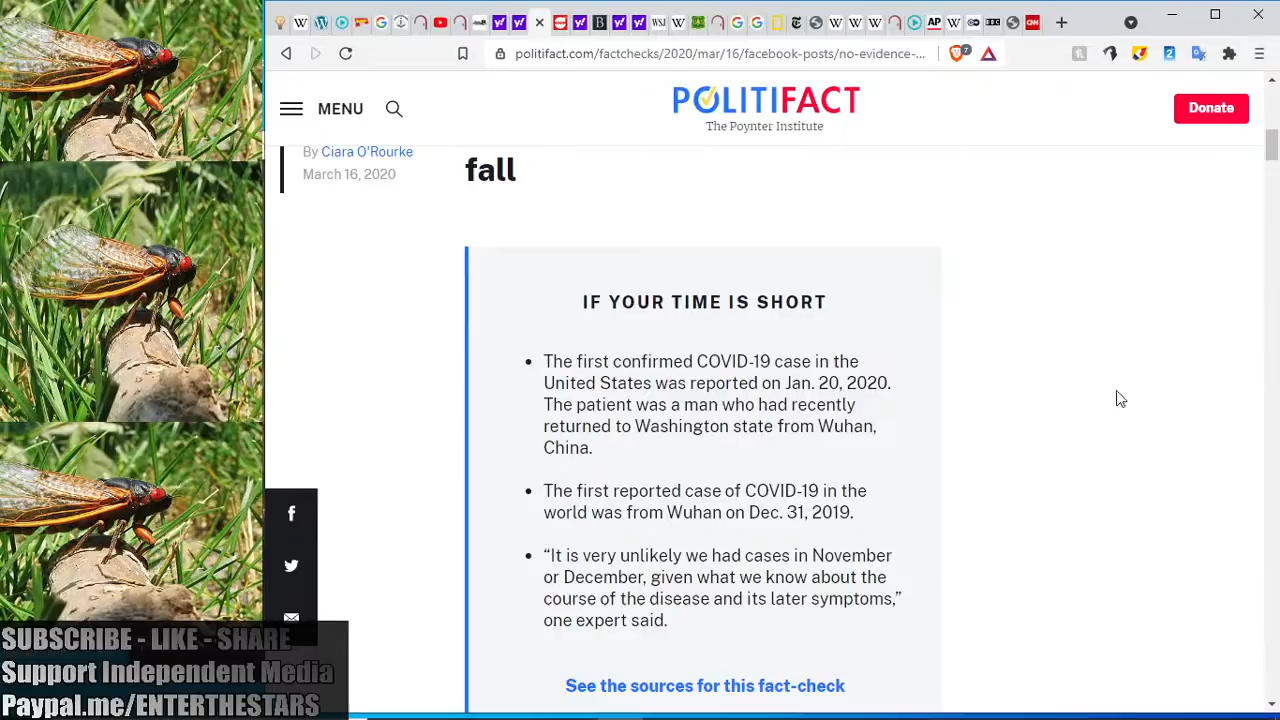 politifact.com/factchecks/2020/mar/16/facebook-posts/no-evidence-...
MENU
POLITIFACT
The Poynter Institute
Donate
By Ciara O'Rourke
March 16, 2020
fall
IF YOUR TIME IS SHORT
• The first confirmed COVID-19 case in the
United States was reported on Jan. 20, 2020.
The patient was a man who had recently
returned to Washington state from Wuhan,
China.
• The first reported case of COVID-19 in the
world was from Wuhan on Dec. 31, 2019.
• “It is very unlikely we had cases in November
or December, given what we know about the
course of the disease and its later symptoms,”
one expert said.
See the sources for this fact-check
SUBSCRIBE - LIKE - SHARE
Support Independent Media
Paypal.me/ENTERTHESTARS